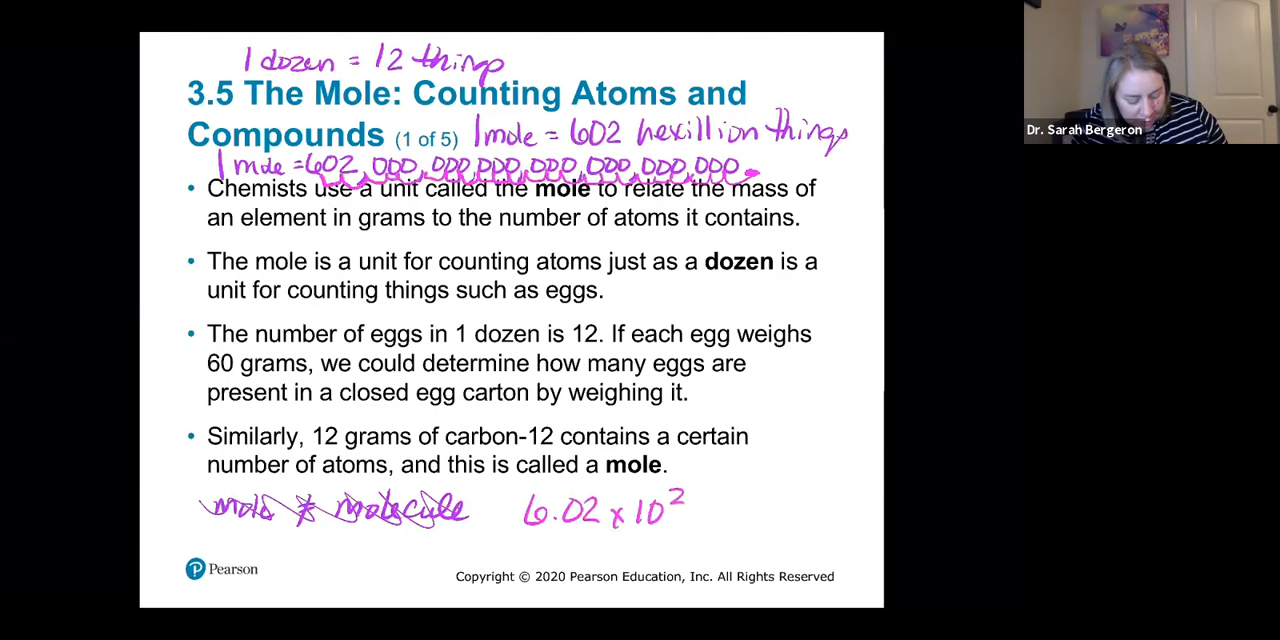 1 dozen = 12 things
3.5 The Mole: Counting Atoms and
Compounds (1 of 5) 1 mole = 602 hexillion things
1 mole = 602,000,000,000,000,000,000,000.
• Chemists use a unit called the mole to relate the mass of
an element in grams to the number of atoms it contains.
• The mole is a unit for counting atoms just as a dozen is a
unit for counting things such as eggs.
• The number of eggs in 1 dozen is 12. If each egg weighs
60 grams, we could determine how many eggs are
present in a closed egg carton by weighing it.
• Similarly, 12 grams of carbon-12 contains a certain
number of atoms, and this is called a mole.
mole ≠ molecule 6.02 x 10²
Pearson
Copyright © 2020 Pearson Education, Inc. All Rights Reserved
Dr. Sarah Bergeron